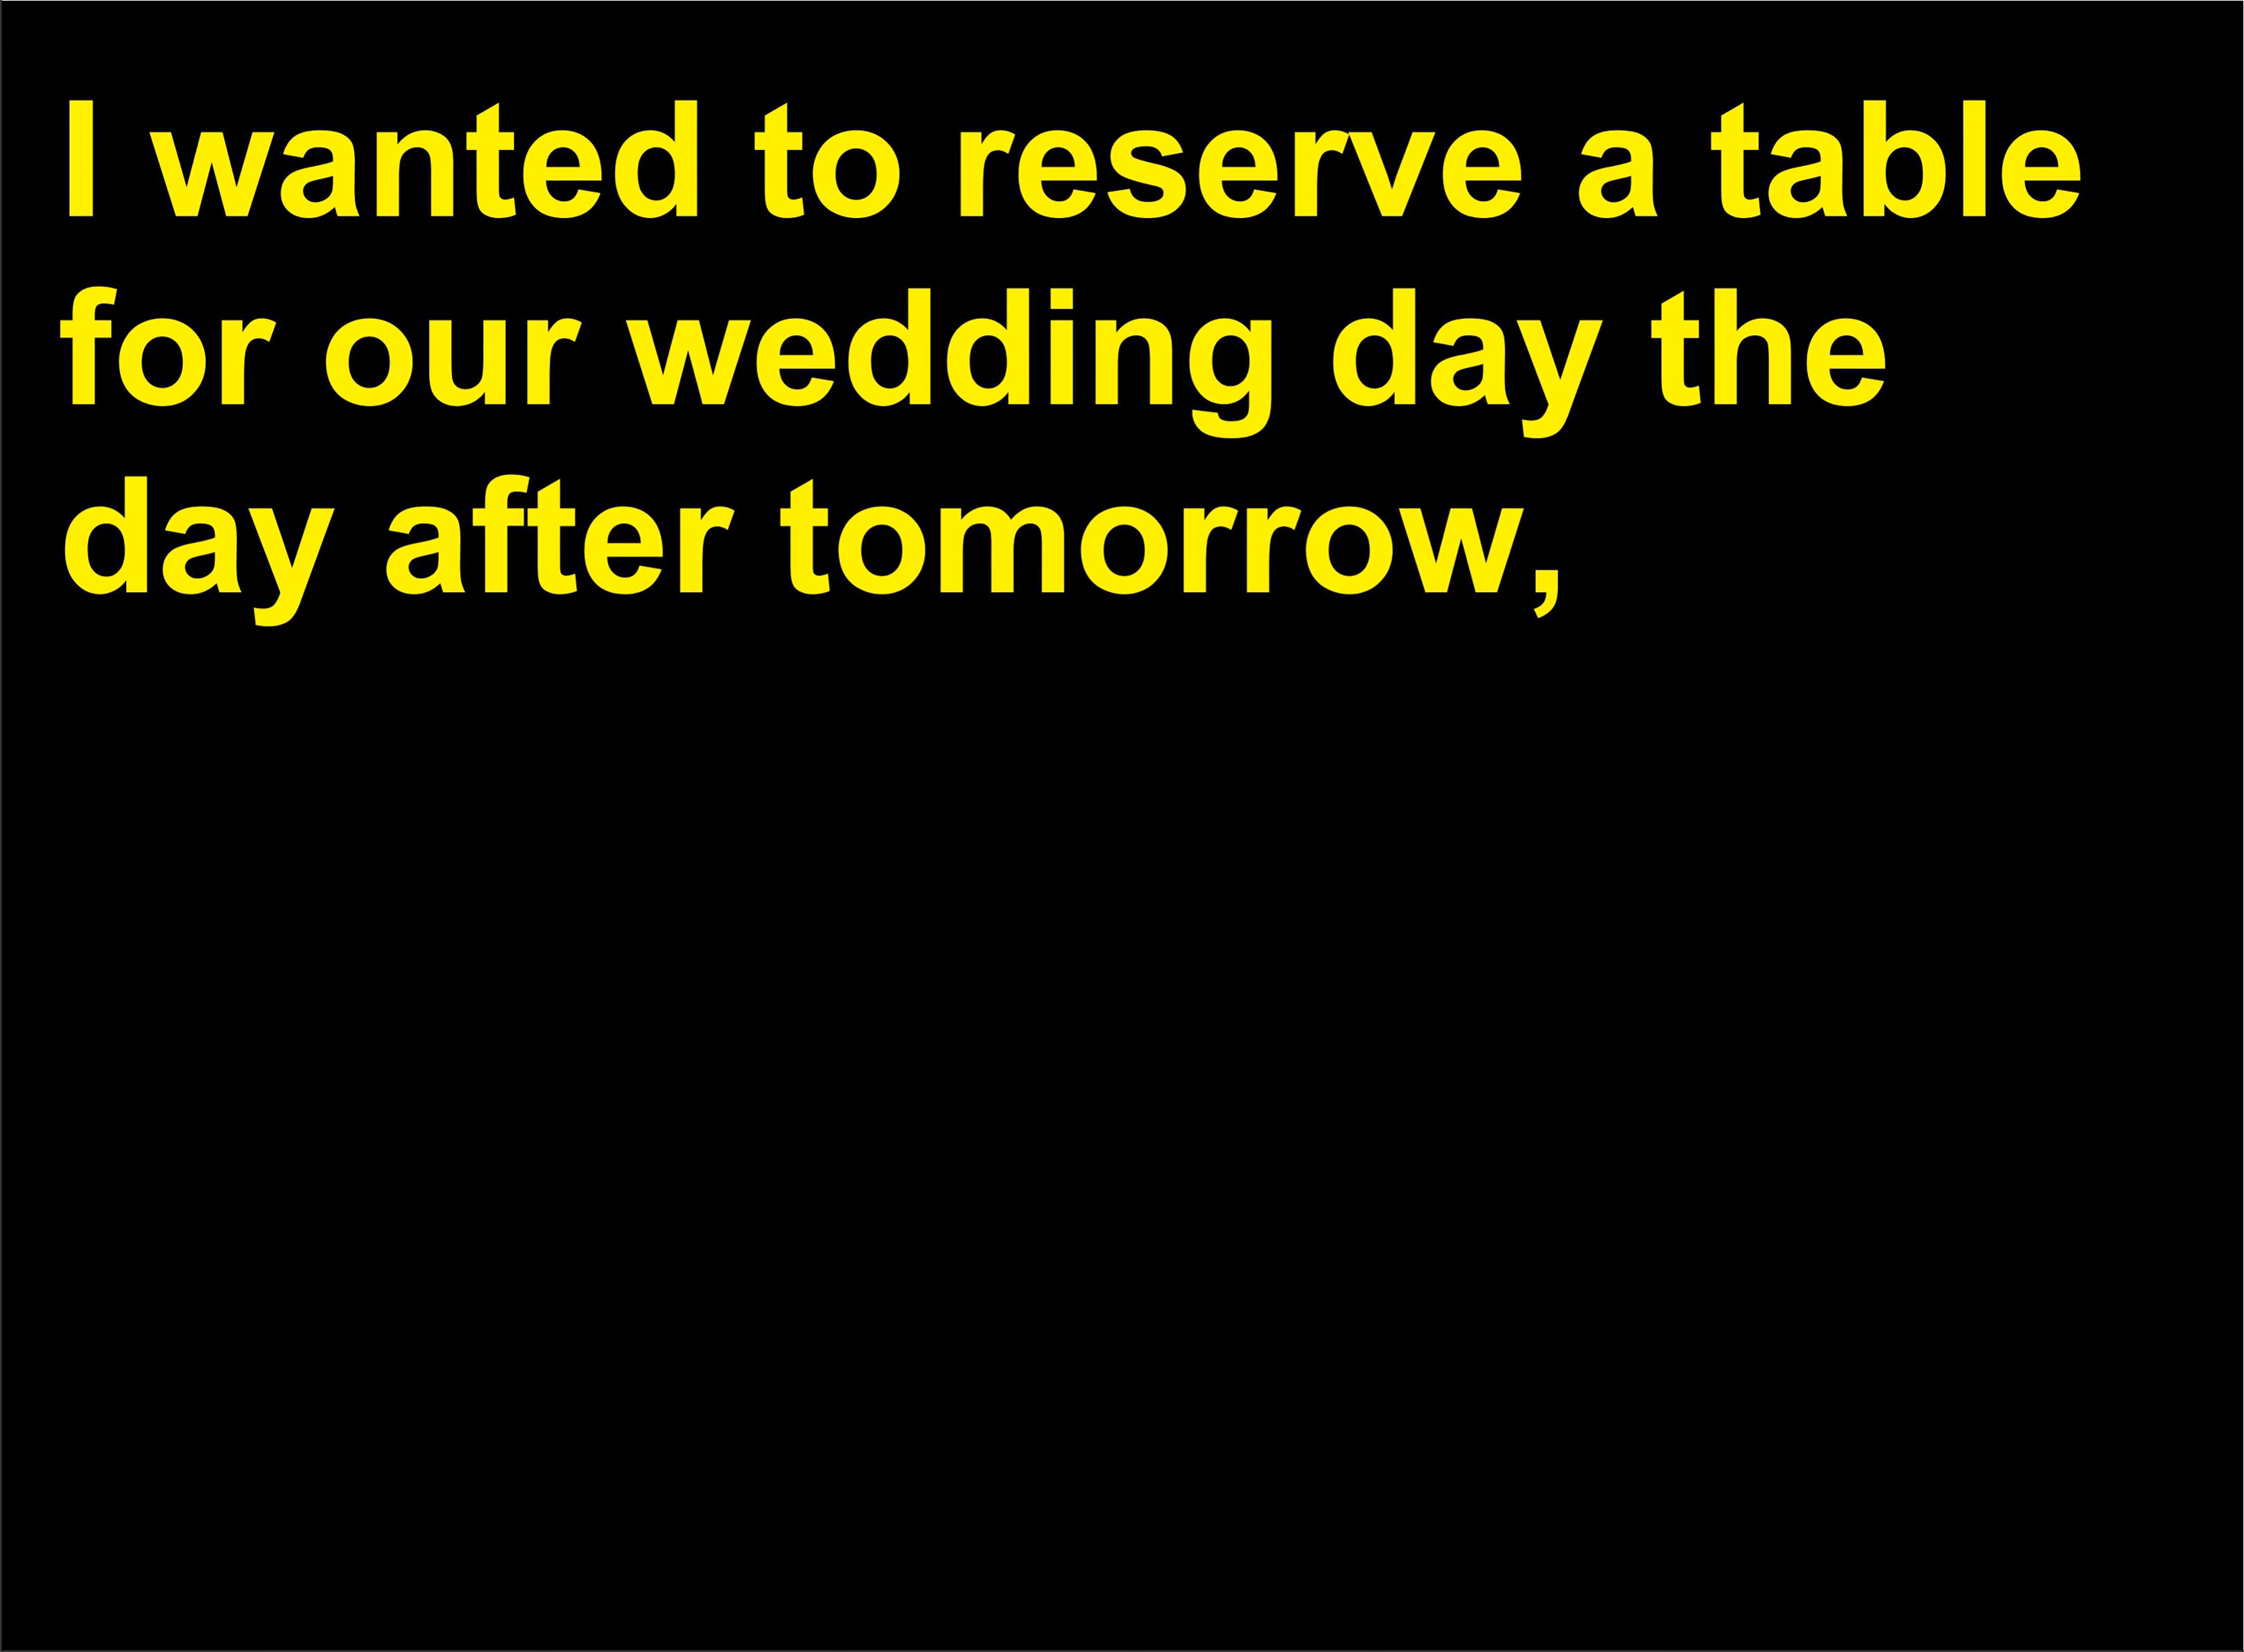 I wanted to reserve a table
for our wedding day the
day after tomorrow,